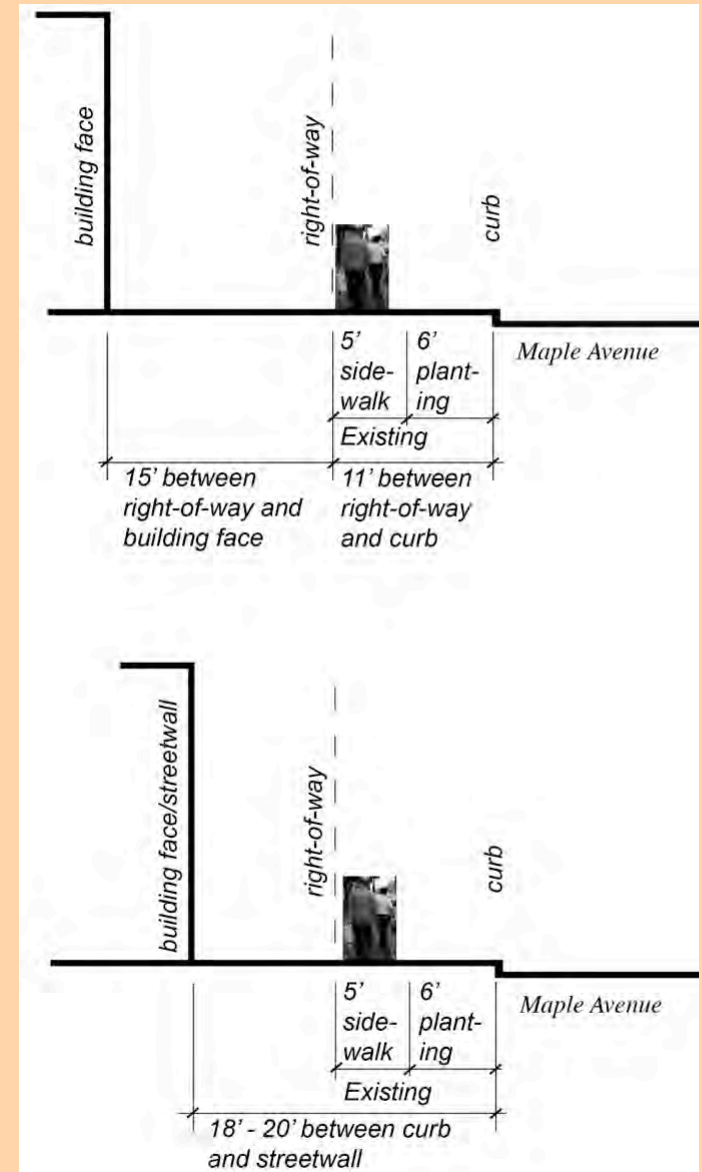 building face
right-of-way
curb
5’ 6’
side- plant-
walk ing
Maple Avenue
Existing
15’ between 11’ between
right-of-way and right-of-way
building face and curb
building face/streetwall
right-of-way
curb
5’ 6’
side- plant-
walk ing
Maple Avenue
Existing
18’ - 20’ between curb
and streetwall